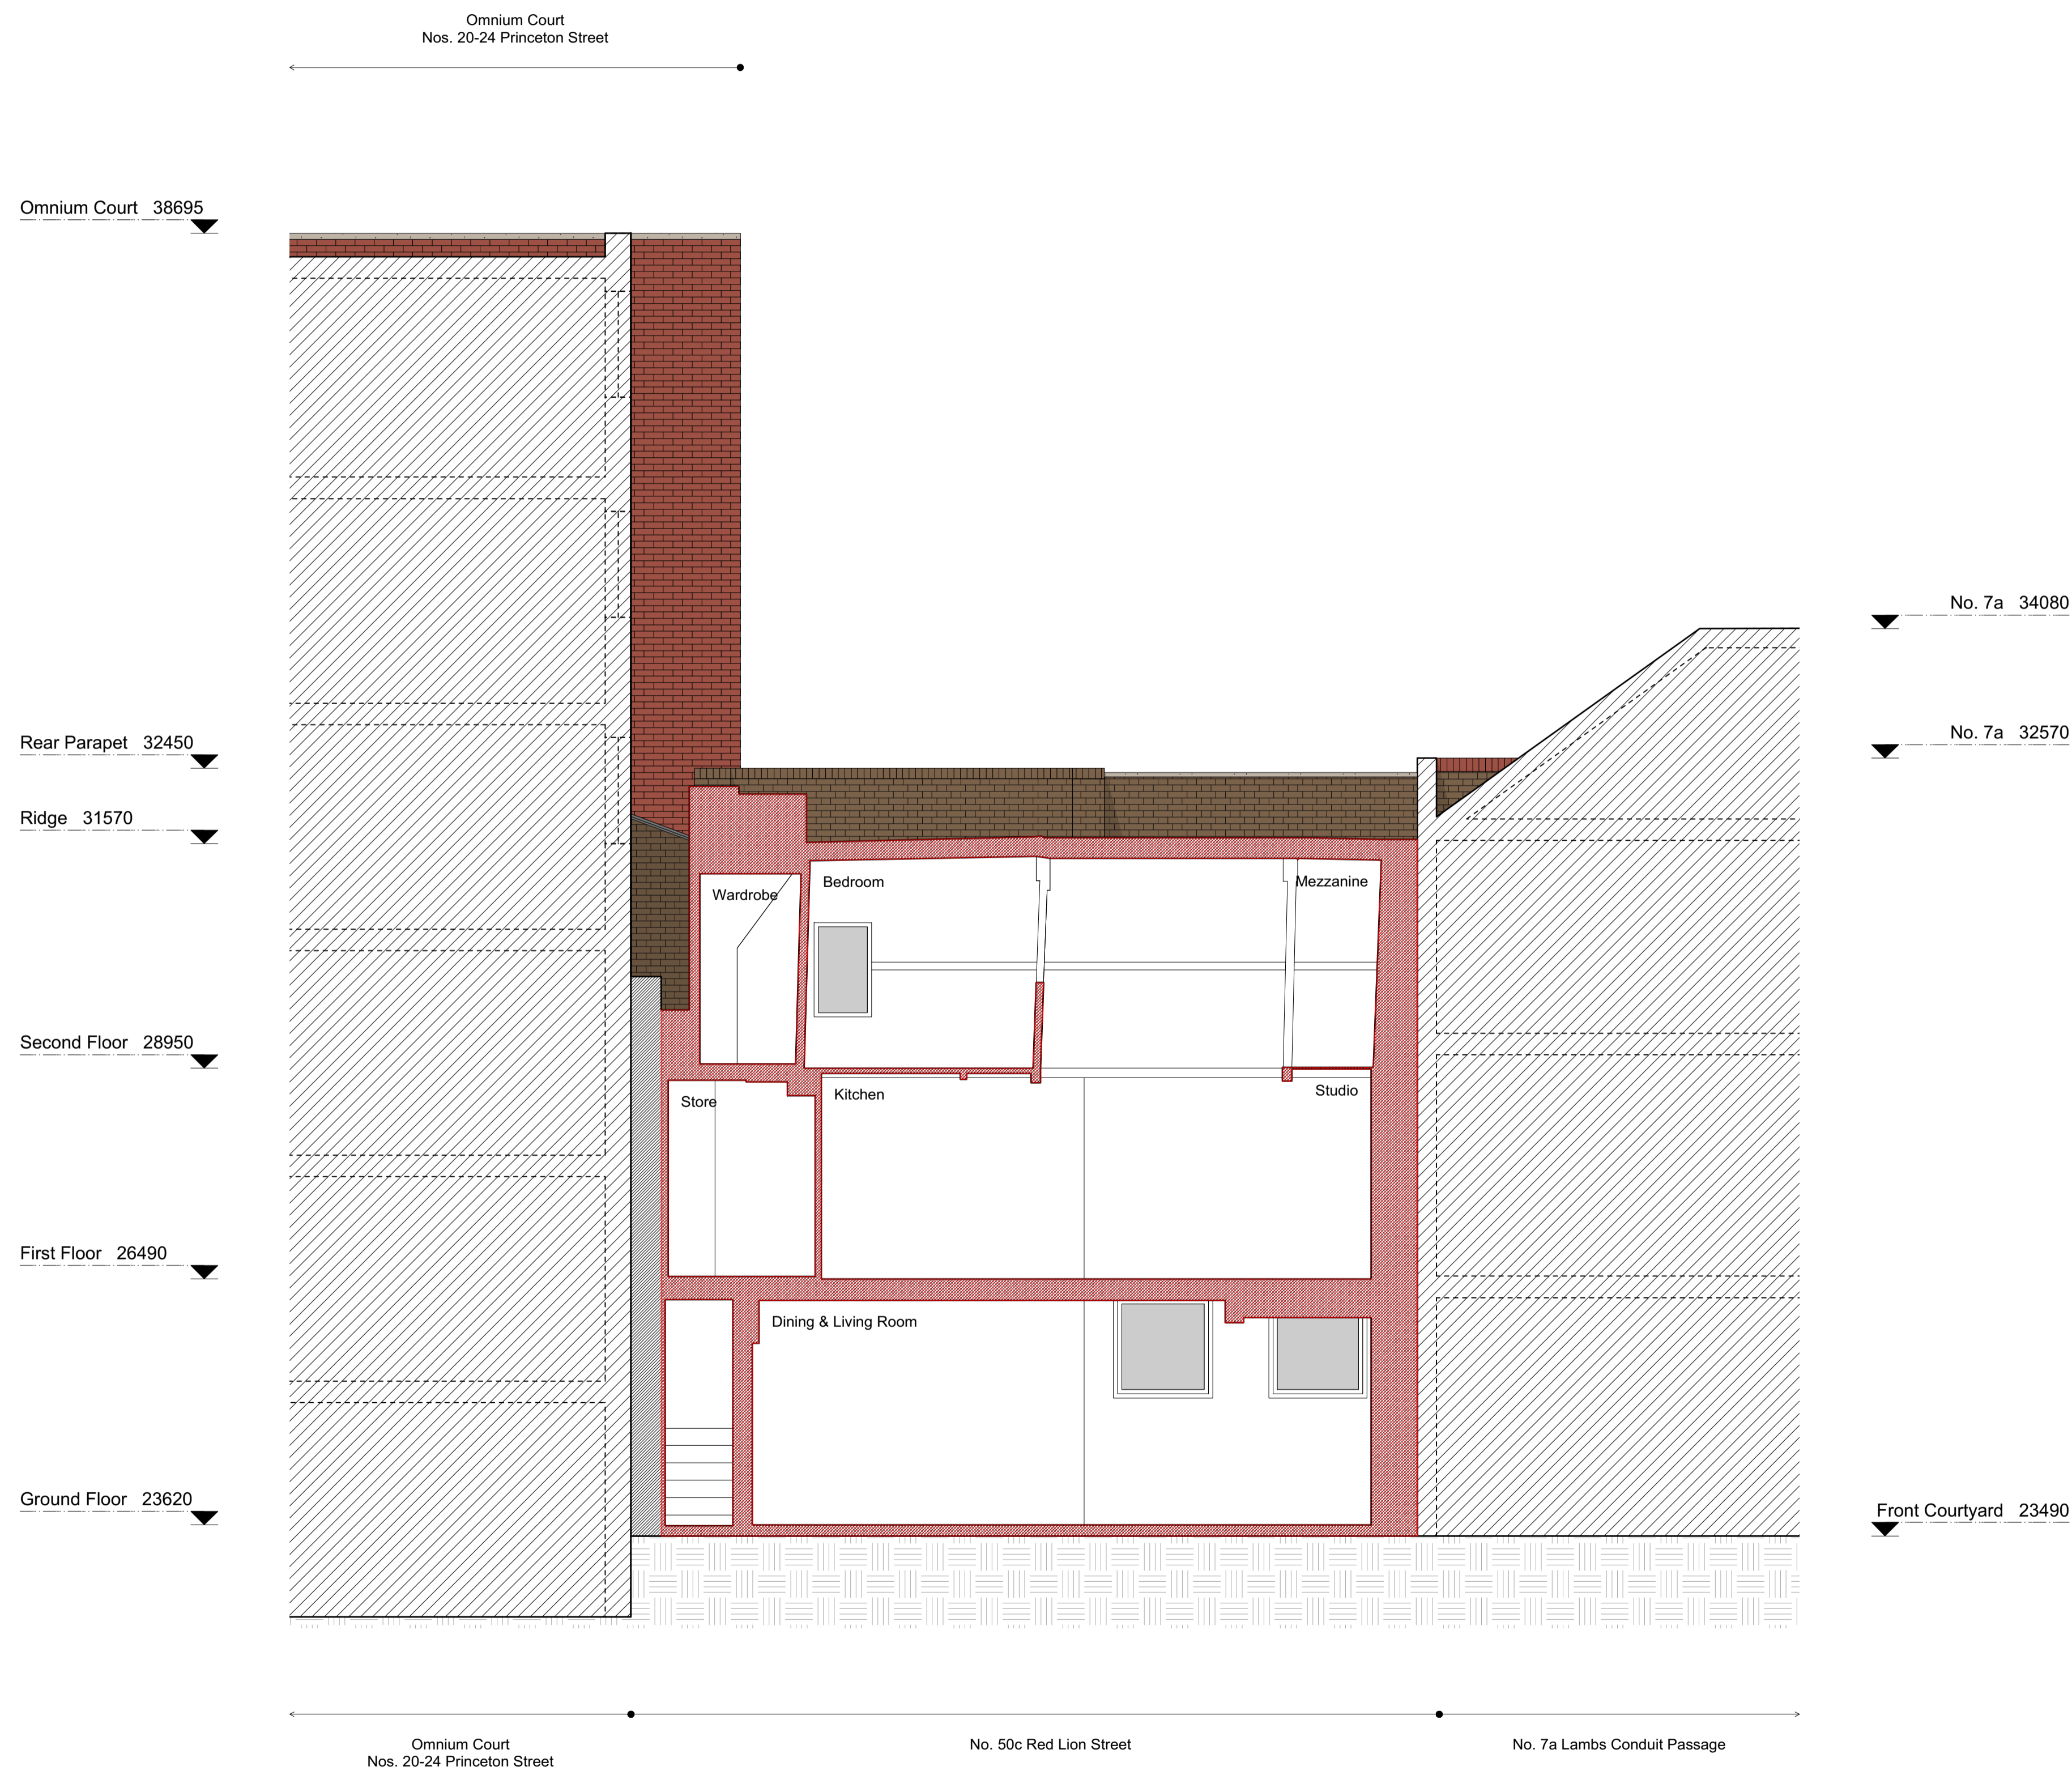 Omnium Court
Nos. 20-24 Princeton Street
Omnium Court 38695
No. 7a 34080
Rear Parapet 32450
No. 7a 32570
Ridge 31570
Wardrobe
Bedroom
Mezzanine
Second Floor 28950
Store
Kitchen
Studio
First Floor 26490
Dining & Living Room
Ground Floor 23620
Front Courtyard 23490
Omnium Court
Nos. 20-24 Princeton Street
No. 50c Red Lion Street
No. 7a Lambs Conduit Passage